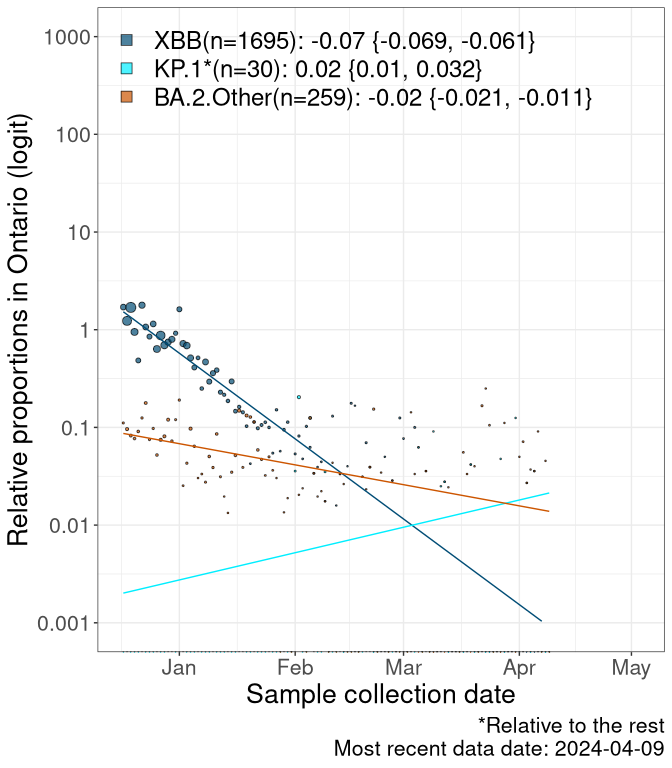 XBB(n=1695): -0.07 {-0.069, -0.061}
KP.1*(n=30): 0.02 {0.01, 0.032}
BA.2.Other(n=259): -0.02 {-0.021, -0.011}
Relative proportions in Ontario (logit)
1000
100
10
1
0.1
0.01
0.001
Jan Feb Mar Apr May
Sample collection date
*Relative to the rest
Most recent data date: 2024-04-09